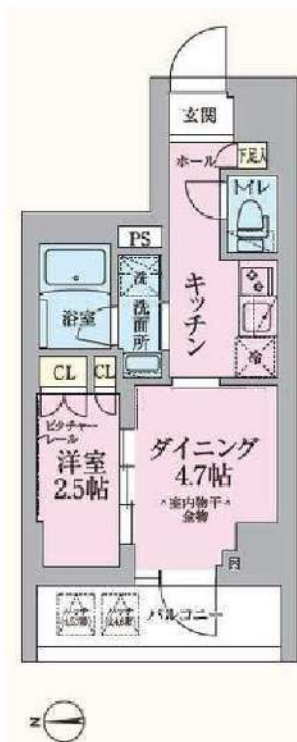 玄関
ホール
下足入
トイレ
PS
洗
洗面所
浴室
キッチン
冷
CL
CL
ピクチャー
レール
洋室
2.5帖
ダイニング
4.7帖
室内物干
金物
バルコニー
N